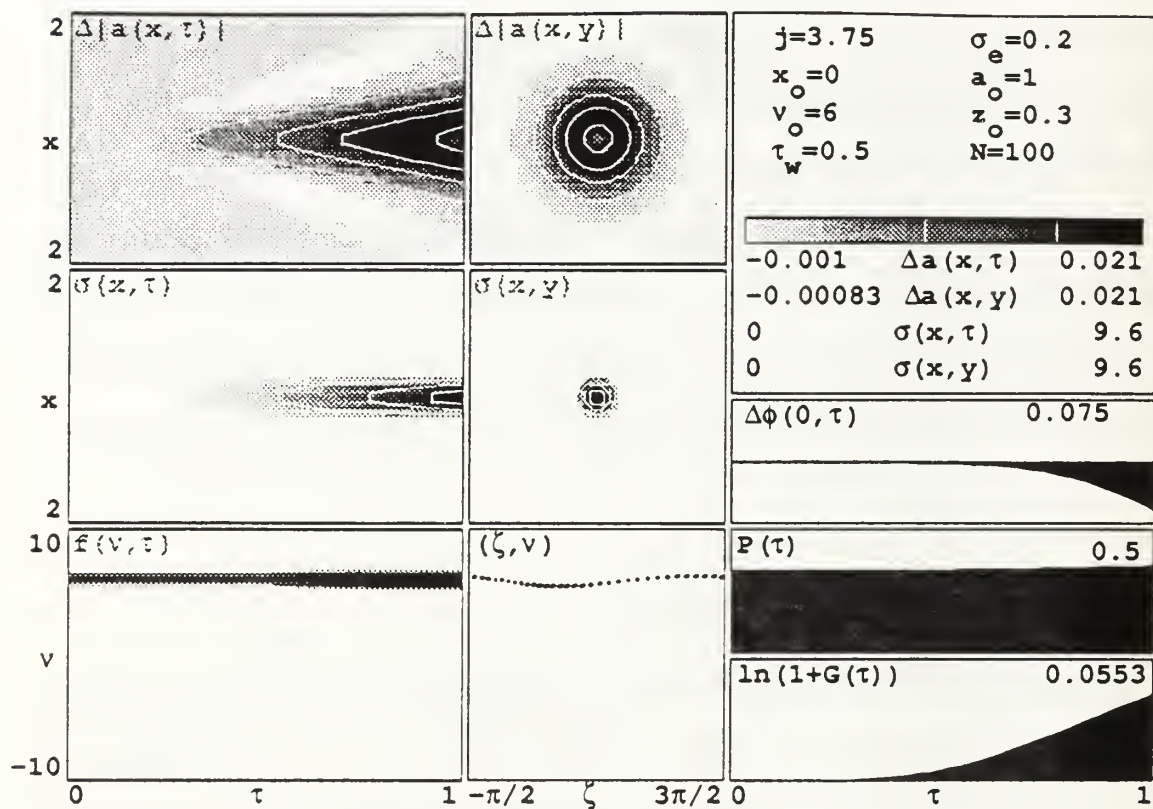 2
Δ|a(x,τ)|
x
2
Δ|a(x,y)|
j=3.75 σe=0.2
xo=0 ao=1
νo=6 zo=0.3
τw=0.5 N=100
-0.001 Δa(x,τ) 0.021
-0.00083 Δa(x,y) 0.021
0 σ(x,τ) 9.6
0 σ(x,y) 9.6
2
σ(x,τ)
x
2
σ(x,y)
Δϕ(0,τ) 0.075
10
f(ν,τ)
ν
-10
(ζ,ν)
P(τ) 0.5
ln(1+G(τ)) 0.0553
0 τ 1
-π/2 ζ 3π/2
0 τ 1